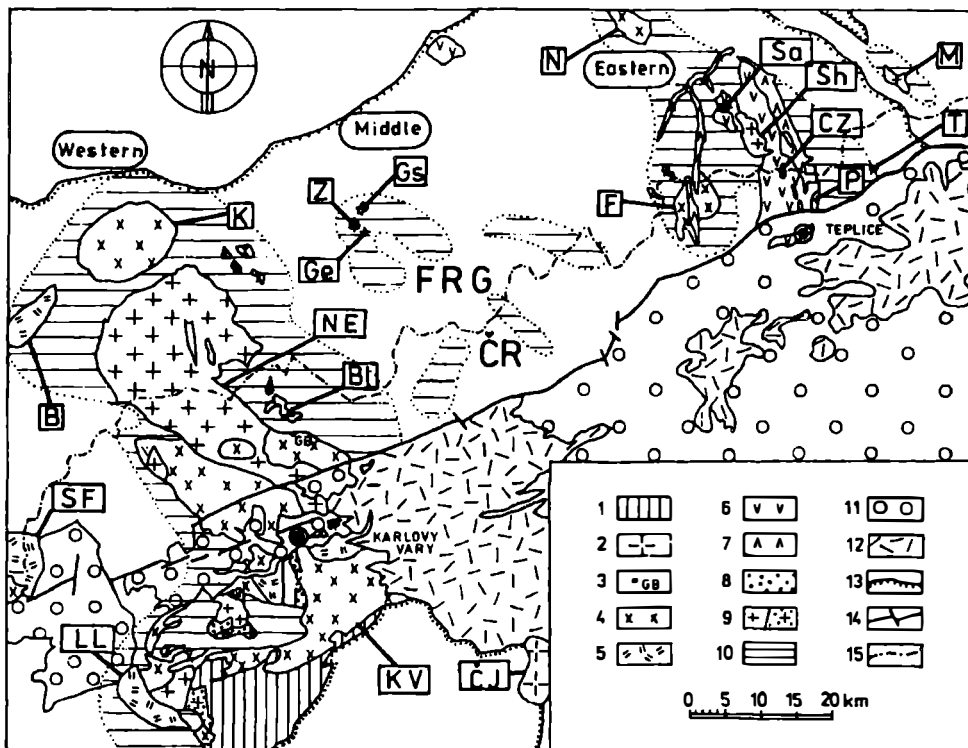 N
Western
Middle
Eastern
N
Sa
Sh
M
CZ
T
P
F
TEPLICE
K
Gs
Z
Ge
FRG
ČR
NE
Bl
B
GB
SF
KARLOVY
VARY
LL
KV
ČJ
1
2
3 GB
4
5
6
7
8
9
10
11
12
13
14
15
0 5 10 15 20 km